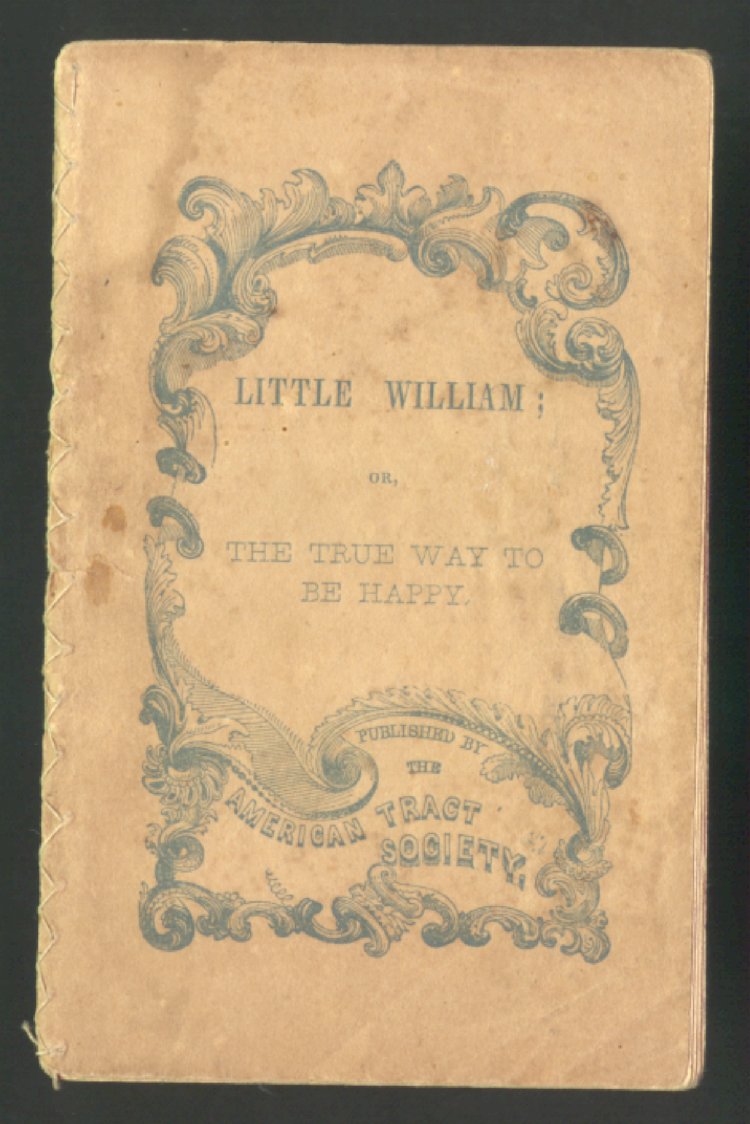 LITTLE WILLIAM;
OR,
THE TRUE WAY TO
BE HAPPY.
PUBLISHED BY
THE
AMERICAN TRACT
SOCIETY,